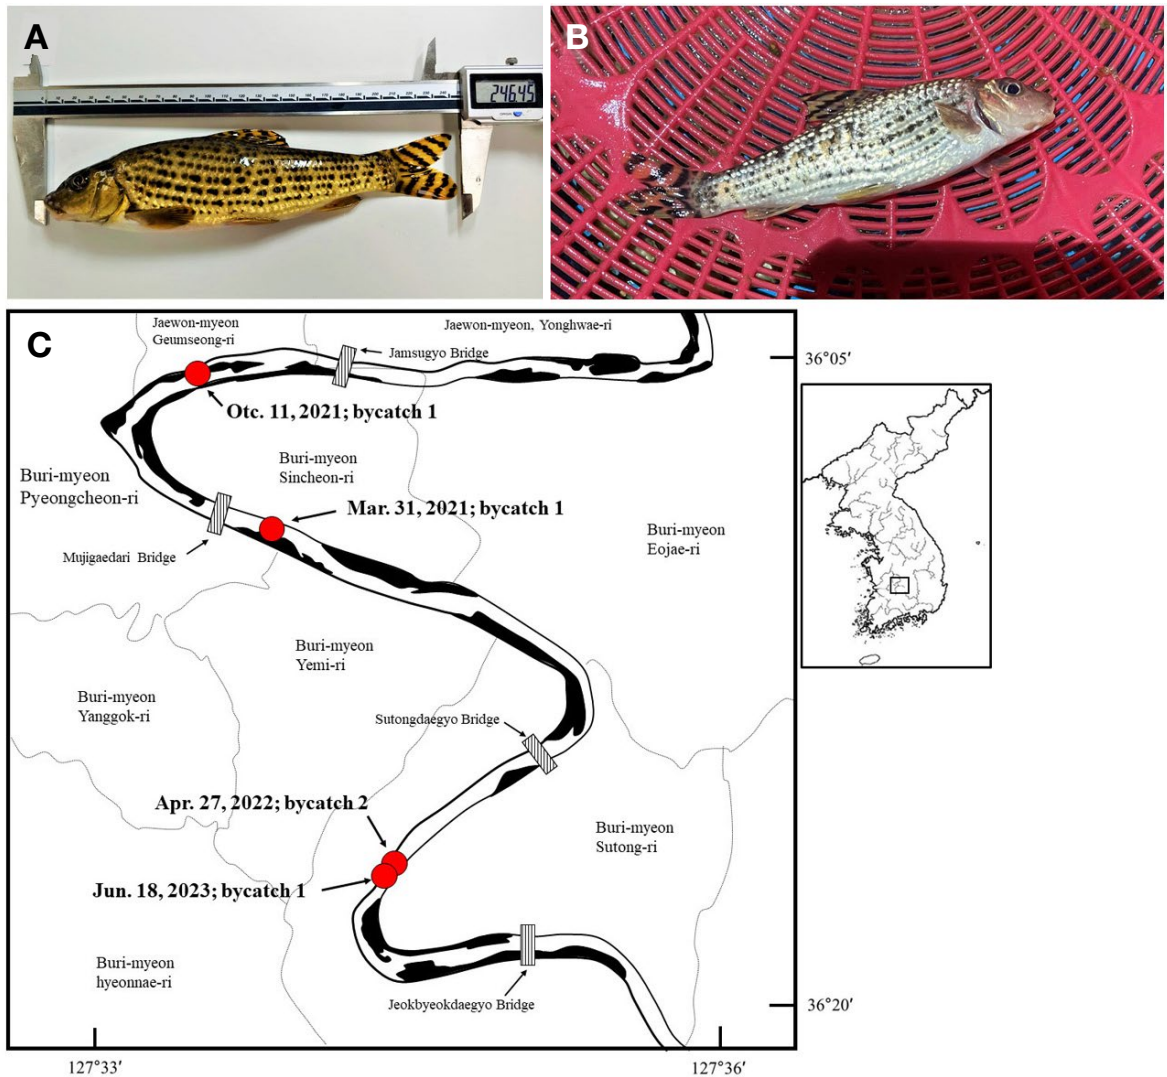 A
246.45
B
C
Jaewon-myeon
Geumseong-ri
Jaewon-myeon, Yonghwae-ri
Jamsugyo Bridge
36°05′
Otc. 11, 2021; bycatch 1
Buri-myeon
Sincheon-ri
Buri-myeon
Pyeongcheon-ri
Mar. 31, 2021; bycatch 1
Buri-myeon
Eojae-ri
Mujigaedari Bridge
Buri-myeon
Yemi-ri
Buri-myeon
Yanggok-ri
Sutongdaegyo Bridge
Apr. 27, 2022; bycatch 2
Buri-myeon
Sutong-ri
Jun. 18, 2023; bycatch 1
Buri-myeon
hyeonnae-ri
Jeokbyeokdaegyo Bridge
36°20′
127°33′
127°36′